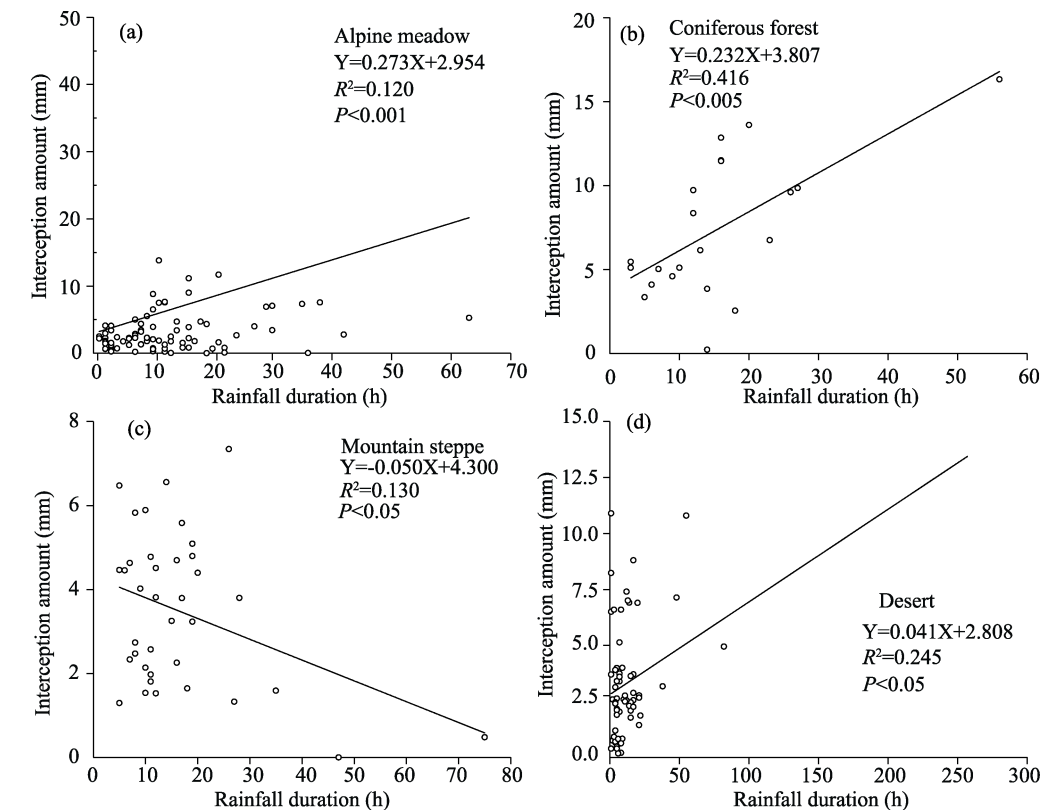 (a)
Alpine meadow
Y=0.273X+2.954
R²=0.120
P<0.001
Interception amount (mm)
50
40
30
20
10
0
0 10 20 30 40 50 60 70
Rainfall duration (h)
(b)
Coniferous forest
Y=0.232X+3.807
R²=0.416
P<0.005
Interception amount (mm)
20
15
10
5
0
0 10 20 30 40 50 60
Rainfall duration (h)
(c)
Mountain steppe
Y=-0.050X+4.300
R²=0.130
P<0.05
Interception amount (mm)
8
6
4
2
0
0 10 20 30 40 50 60 70 80
Rainfall duration (h)
(d)
Desert
Y=0.041X+2.808
R²=0.245
P<0.05
Interception amount (mm)
15.0
12.5
10.0
7.5
5.0
2.5
0.0
0 50 100 150 200 250 300
Rainfall duration (h)